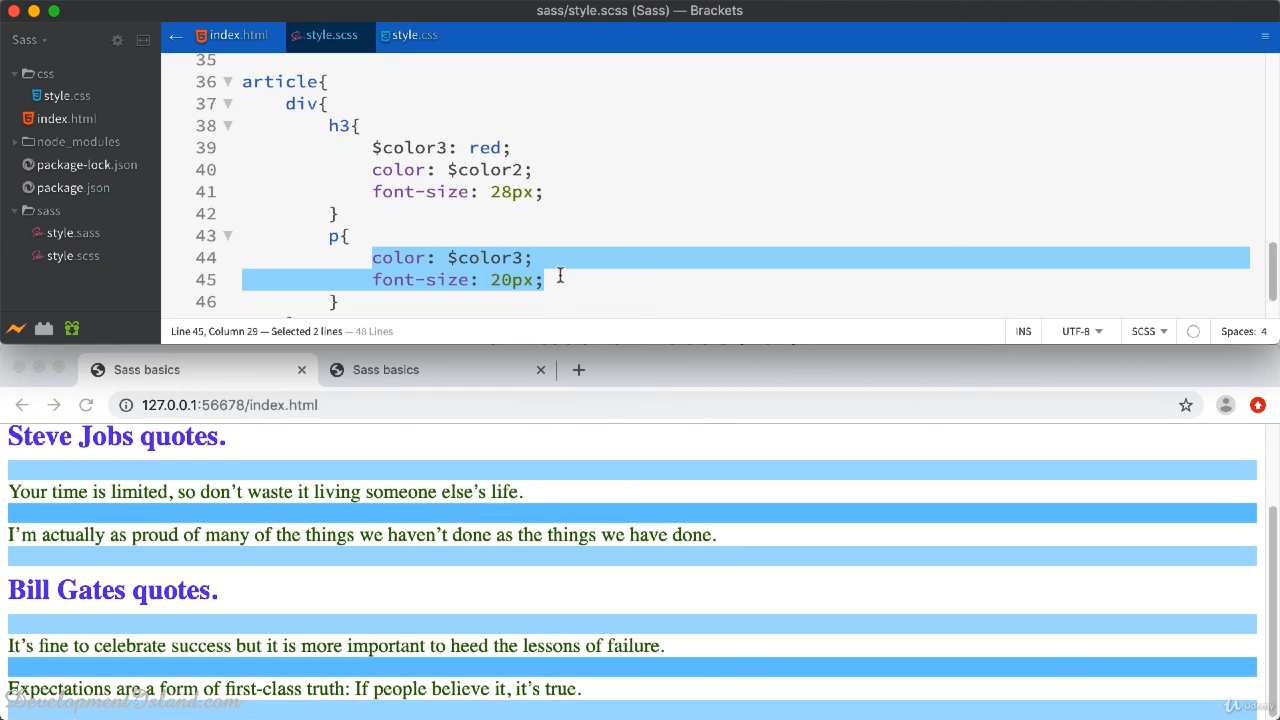 sass/style.scss (Sass) — Brackets
Sass
index.html
style.scss
style.css
css
style.css
index.html
node_modules
package-lock.json
package.json
sass
style.sass
style.scss
35
36 article{
37 div{
38 h3{
39 $color3: red;
40 color: $color2;
41 font-size: 28px;
42 }
43 p{
44 color: $color3;
45 font-size: 20px;
46 }
Line 45, Column 29 — Selected 2 lines — 48 Lines
INS UTF-8 SCSS Spaces: 4
Sass basics Sass basics
127.0.0.1:56678/index.html
Steve Jobs quotes.
Your time is limited, so don’t waste it living someone else’s life.
I’m actually as proud of many of the things we haven’t done as the things we have done.
Bill Gates quotes.
It’s fine to celebrate success but it is more important to heed the lessons of failure.
Expectations are a form of first-class truth: If people believe it, it’s true.
DevelopmentIsland.com
Udemy